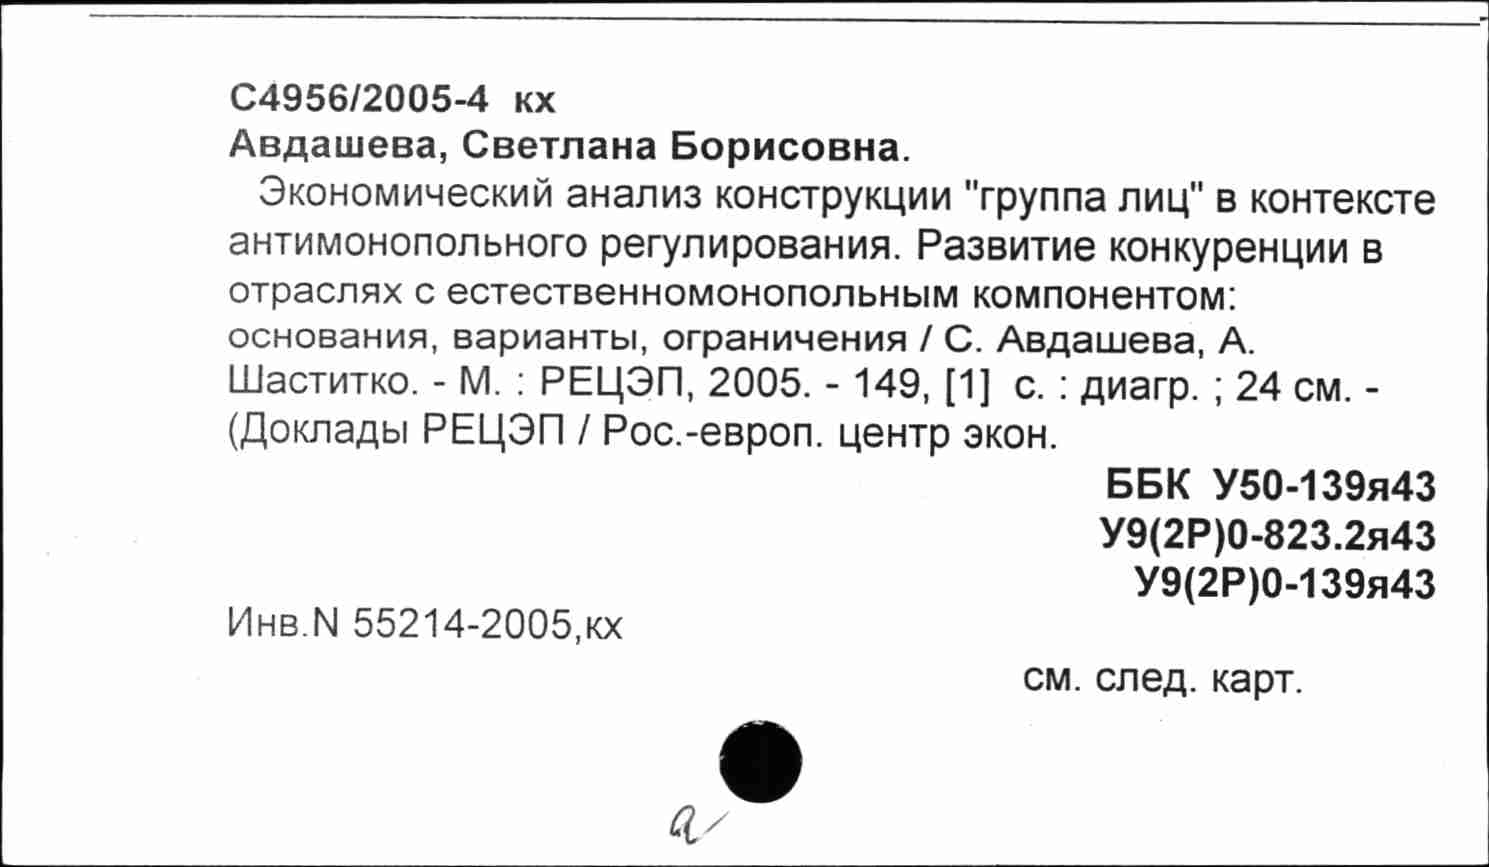 С4956/2005-4 кх
Авдашева, Светлана Борисовна.
Экономический анализ конструкции "группа лиц" в контексте
антимонопольного регулирования. Развитие конкуренции в
отраслях с естественномонопольным компонентом:
основания, варианты, ограничения / С. Авдашева, А.
Шаститко. - М. : РЕЦЭП, 2005. - 149, [1] с. : диагр. ; 24 см. -
(Доклады РЕЦЭП / Рос.-европ. центр экон.
ББК У50-139я43
У9(2Р)0-823.2я43
У9(2Р)0-139я43
Инв.N 55214-2005,кх
см. след. карт.